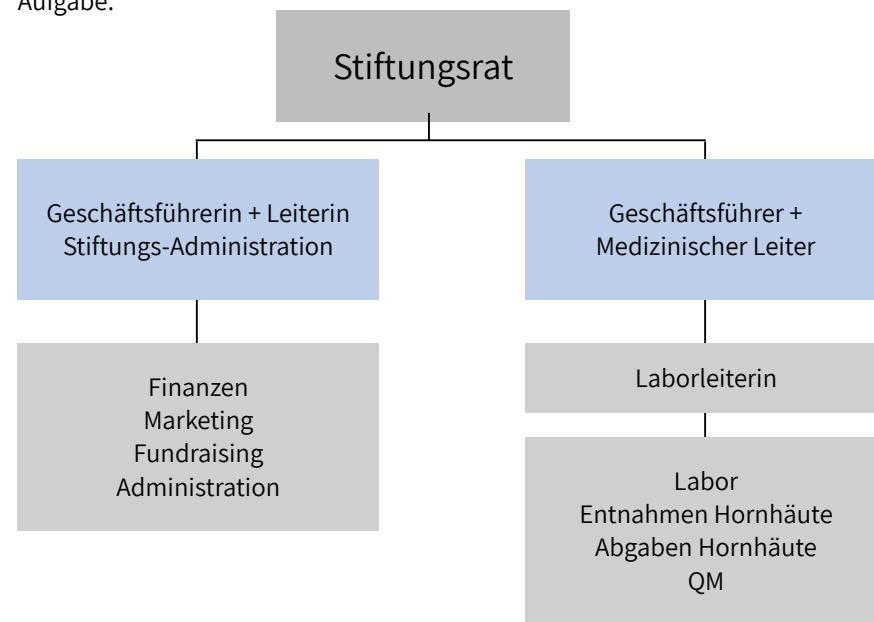 Aufgabe.
Stiftungsrat
Geschäftsführerin + Leiterin
Stiftungs-Administration
Geschäftsführer +
Medizinischer Leiter
Finanzen
Marketing
Fundraising
Administration
Laborleiterin
Labor
Entnahmen Hornhäute
Abgaben Hornhäute
QM